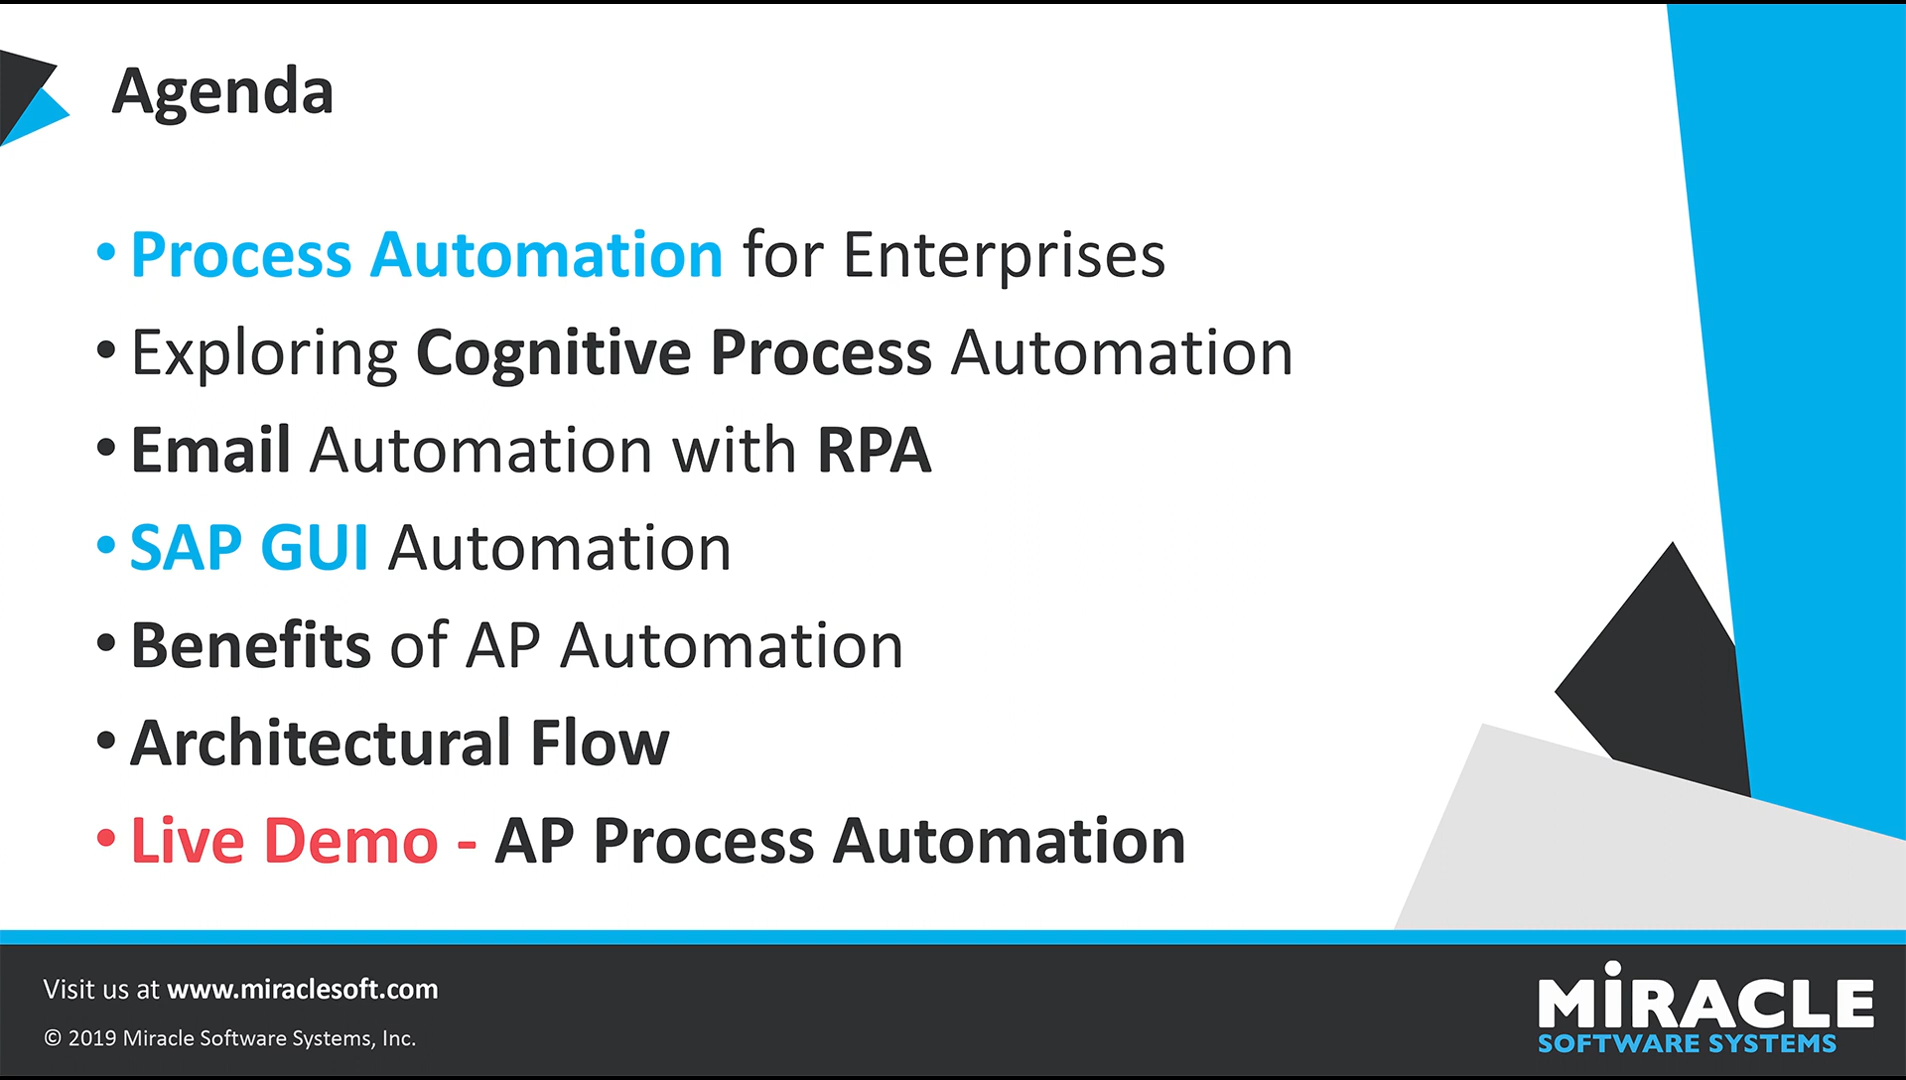 Agenda
• Process Automation for Enterprises
• Exploring Cognitive Process Automation
• Email Automation with RPA
• SAP GUI Automation
• Benefits of AP Automation
• Architectural Flow
• Live Demo - AP Process Automation
Visit us at www.miraclesoft.com
© 2019 Miracle Software Systems, Inc.
MiRACLE
SOFTWARE SYSTEMS